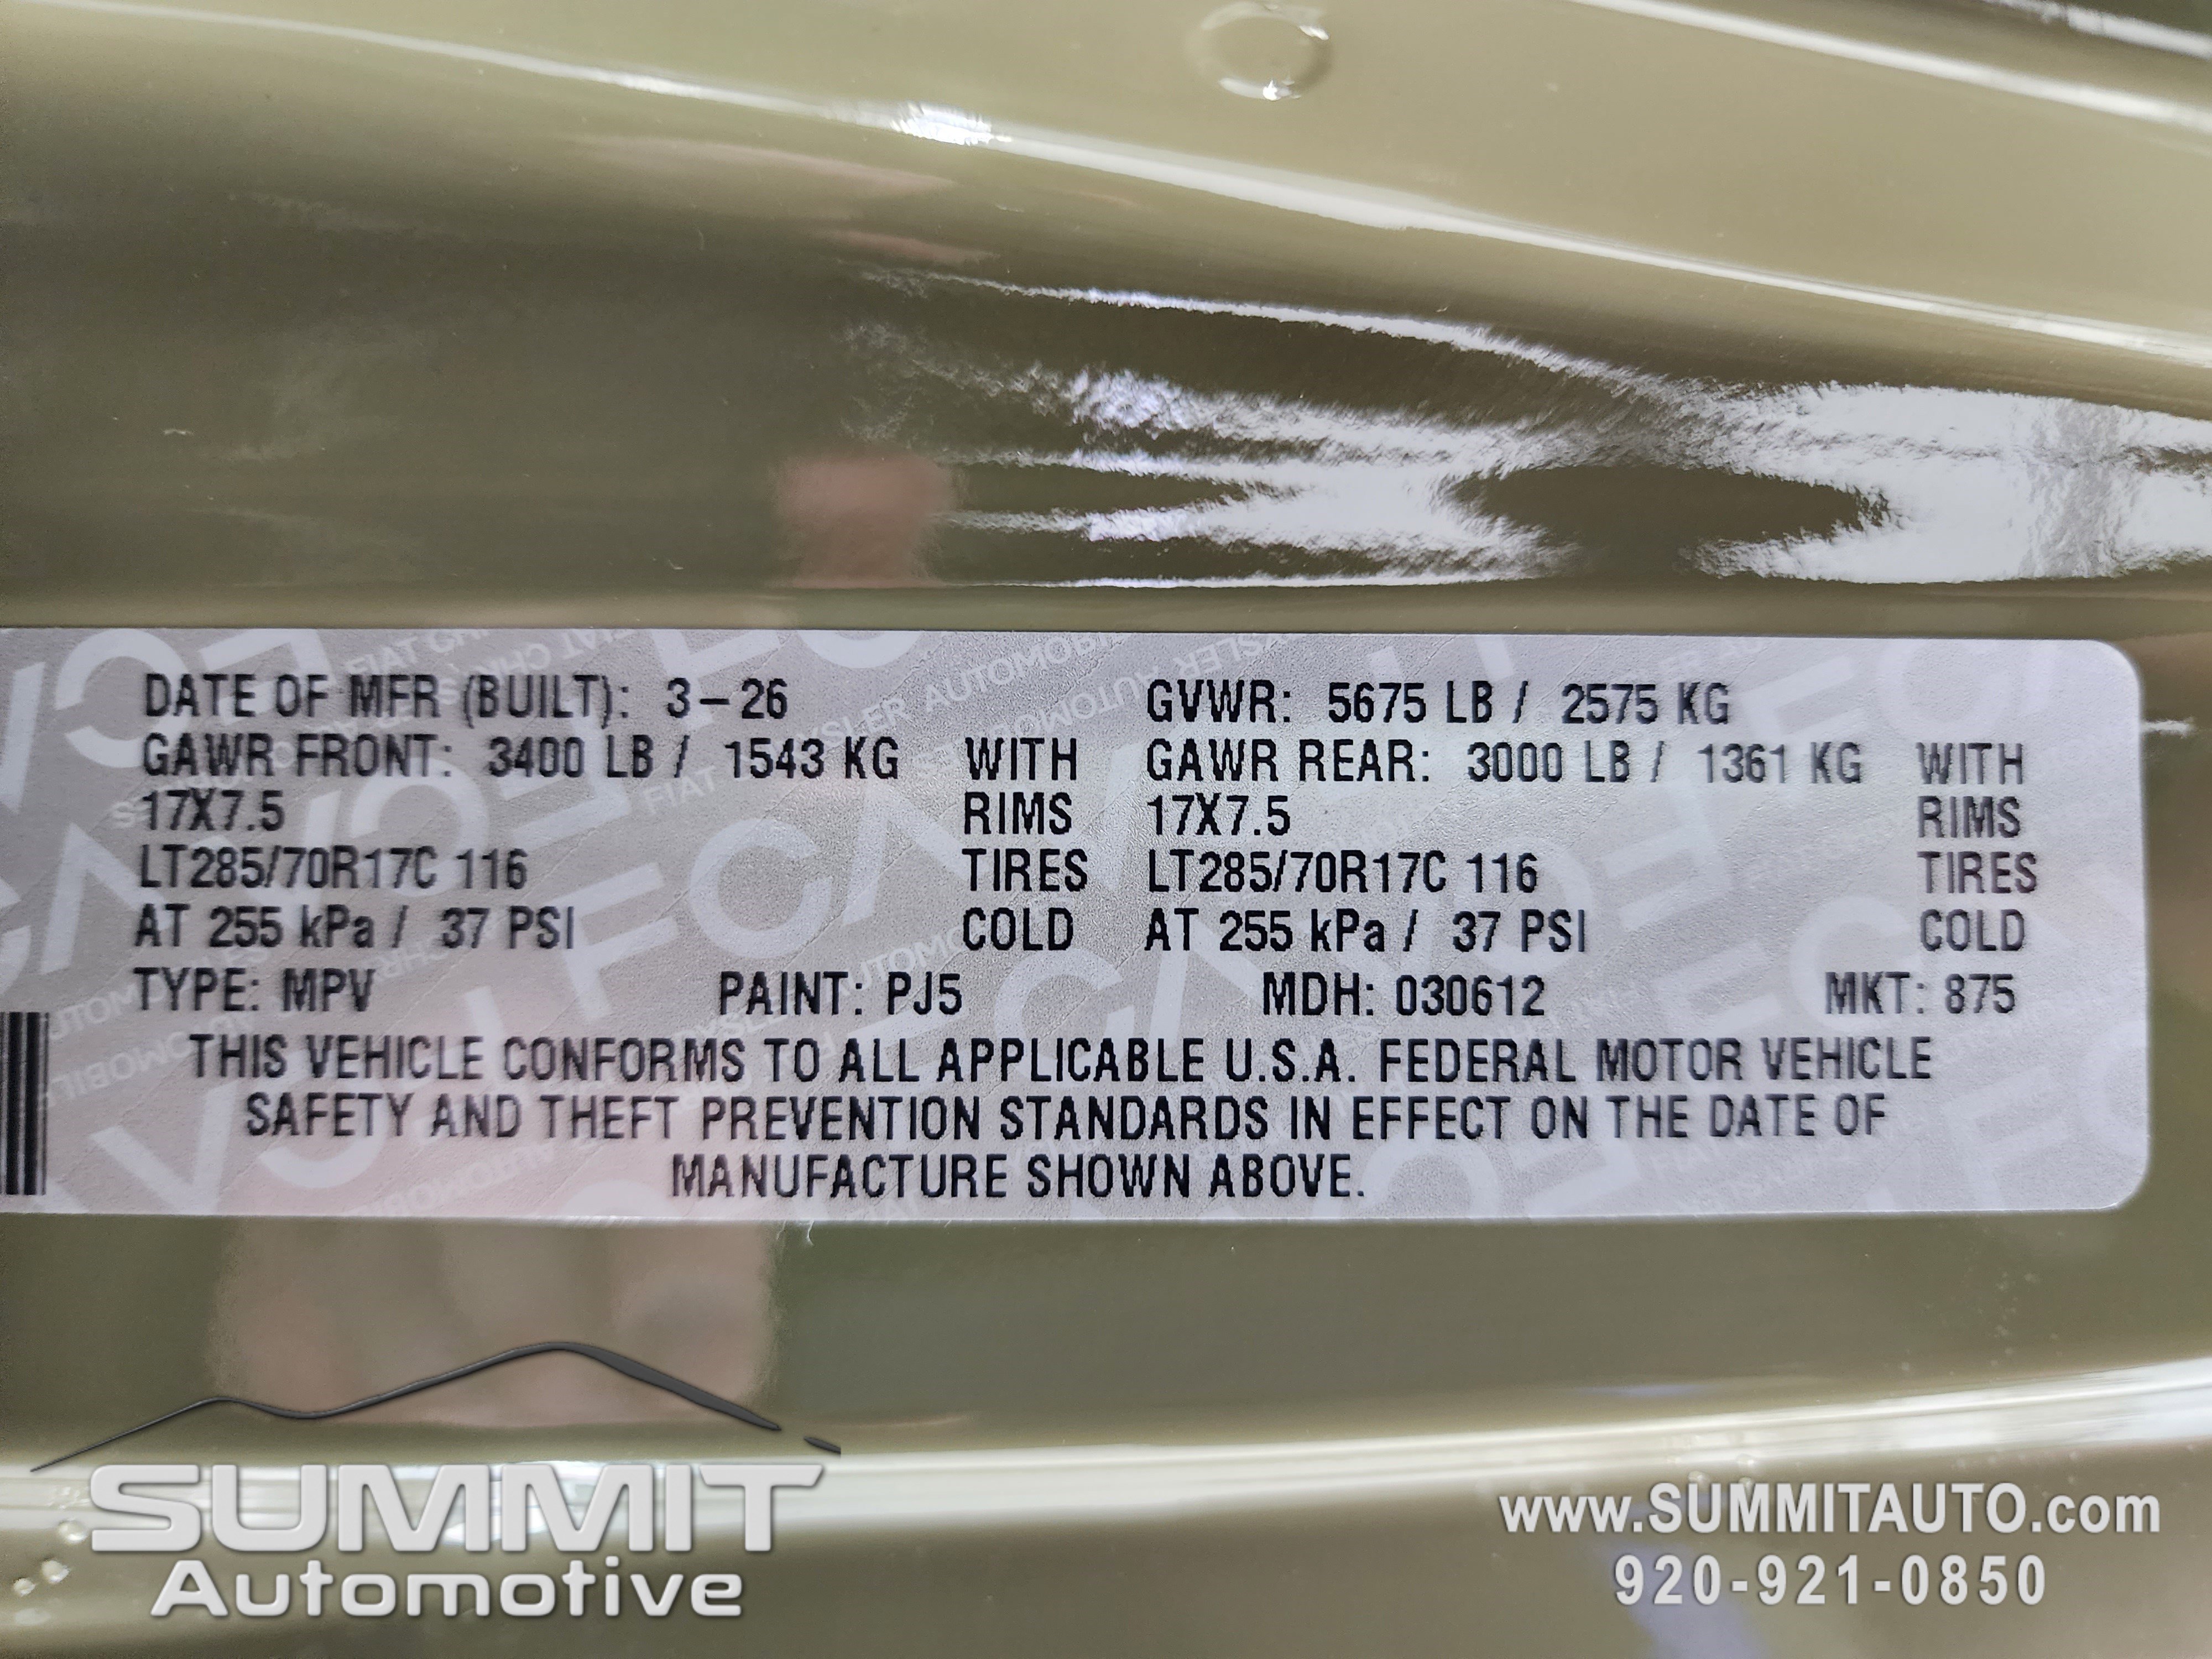 DATE OF MFR (BUILT): 3-26 GVWR: 5675 LB / 2575 KG
GAWR FRONT: 3400 LB / 1543 KG WITH GAWR REAR: 3000 LB / 1361 KG WITH
17X7.5 RIMS 17X7.5 RIMS
LT285/70R17C 116 TIRES LT285/70R17C 116 TIRES
AT 255 kPa / 37 PSI COLD AT 255 kPa / 37 PSI COLD
TYPE: MPV PAINT: PJ5 MDH: 030612 MKT: 875
THIS VEHICLE CONFORMS TO ALL APPLICABLE U.S.A. FEDERAL MOTOR VEHICLE
SAFETY AND THEFT PREVENTION STANDARDS IN EFFECT ON THE DATE OF
MANUFACTURE SHOWN ABOVE.
SUMMIT
Automotive
www.SUMMITAUTO.com
920-921-0850